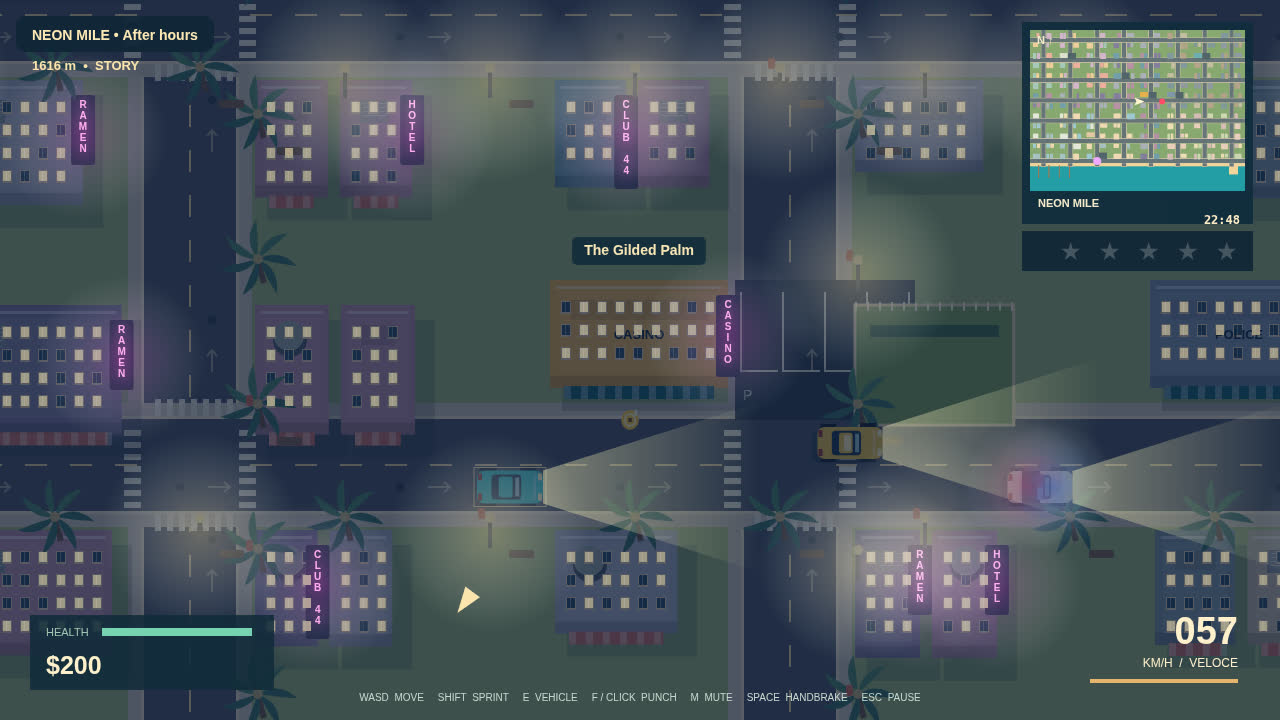 NEON MILE • After hours
1616 m • STORY
N
NEON MILE
22:48
RAMEN
HOTEL
CLUB 44
The Gilded Palm
CASINO
CASINO
P
POLICE
RAMEN
CLUB 44
RAMEN
HOTEL
HEALTH
$200
057
KM/H / VELOCE
WASD MOVE SHIFT SPRINT E VEHICLE F / CLICK PUNCH M MUTE SPACE HANDBRAKE ESC PAUSE